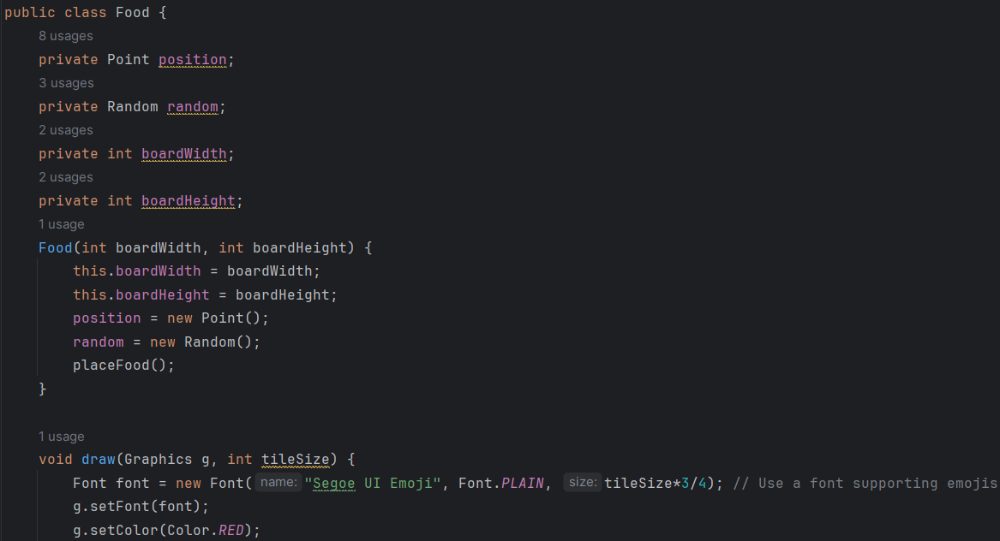 public class Food {
8 usages
private Point position;
3 usages
private Random random;
2 usages
private int boardWidth;
2 usages
private int boardHeight;
1 usage
Food(int boardWidth, int boardHeight) {
this.boardWidth = boardWidth;
this.boardHeight = boardHeight;
position = new Point();
random = new Random();
placeFood();
}
1 usage
void draw(Graphics g, int tileSize) {
Font font = new Font( name: "Segoe UI Emoji", Font.PLAIN, size: tileSize*3/4); // Use a font supporting emojis
g.setFont(font);
g.setColor(Color.RED);